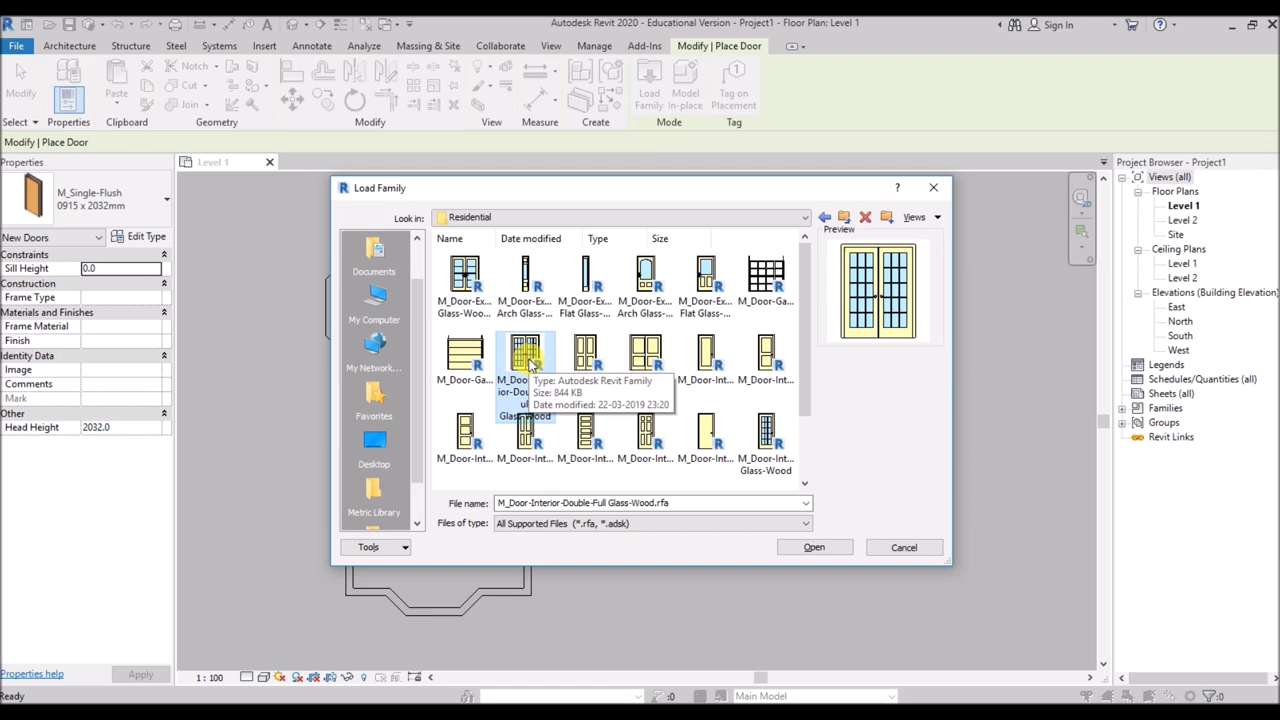 Autodesk Revit 2020 - Educational Version - Project1 - Floor Plan: Level 1
Sign In
File Architecture Structure Steel Systems Insert Annotate Analyze Massing & Site Collaborate View Manage Add-Ins Modify | Place Door
Modify
Paste
Notch
Cut
Join
Load Family
Model In-place
Tag on Placement
Select Properties Clipboard Geometry Modify View Measure Create Mode Tag
Modify | Place Door
Properties
M_Single-Flush
0915 x 2032mm
New Doors
Edit Type
Constraints
Sill Height 0.0
Construction
Frame Type
Materials and Finishes
Frame Material
Finish
Identity Data
Image
Comments
Mark
Other
Head Height 2032.0
Properties help
Apply
Level 1
Load Family
?
Look in: Residential
Views
Name Date modified Type Size
Preview
Documents
My Computer
My Network...
Favorites
Desktop
Metric Library
M_Door-Ex... Glass-Woo...
M_Door-Ex... Arch Glass-...
M_Door-Ex... Flat Glass-...
M_Door-Ex... Arch Glass-...
M_Door-Ex... Flat Glass-...
M_Door-Ga...
M_Door-Ga...
M_Door-Int...
M_Door-Int...
Type: Autodesk Revit Family
Size: 844 KB
Date modified: 22-03-2019 23:20
M_Door-Int...
M_Door-Int...
M_Door-Int...
M_Door-Int...
M_Door-Int...
M_Door-Int... Glass-Wood
File name: M_Door-Interior-Double-Full Glass-Wood.rfa
Files of type: All Supported Files (*.rfa, *.adsk)
Tools
Open
Cancel
Project Browser - Project1
Views (all)
Floor Plans
Level 1
Level 2
Site
Ceiling Plans
Level 1
Level 2
Elevations (Building Elevation)
East
North
South
West
Legends
Schedules/Quantities (all)
Sheets (all)
Families
Groups
Revit Links
1 : 100
Ready
:0
Main Model
:0